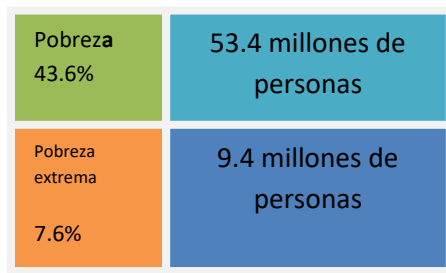 Pobreza
43.6%
53.4 millones de
personas
Pobreza
extrema
7.6%
9.4 millones de
personas